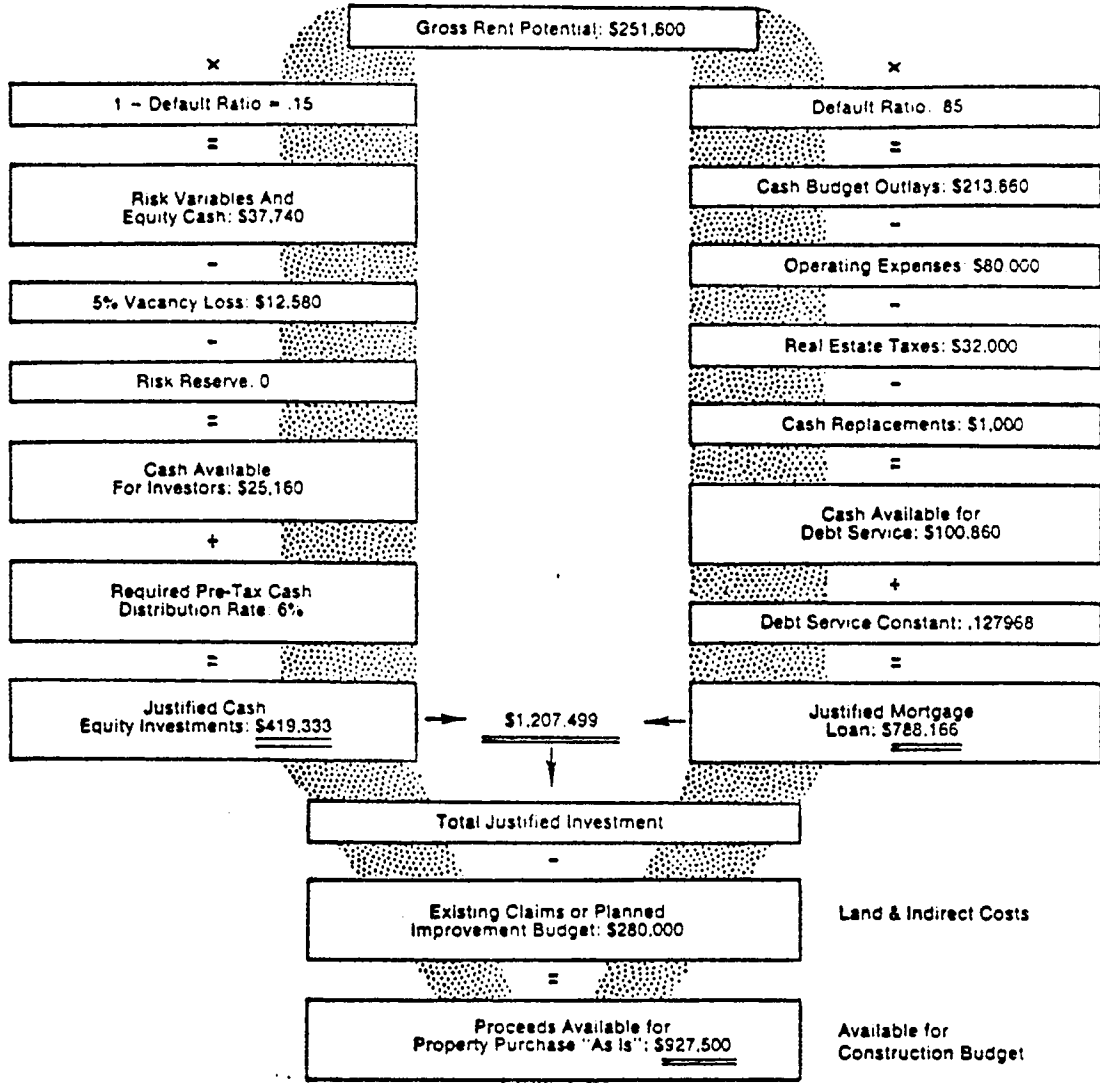 Gross Rent Potential: $251,600
×
1 – Default Ratio = .15
=
Risk Variables And
Equity Cash: $37,740
-
5% Vacancy Loss: $12,580
-
Risk Reserve. 0
=
Cash Available
For Investors: $25,160
+
Required Pre-Tax Cash
Distribution Rate: 6%
=
Justified Cash
Equity Investments: $419,333
×
Default Ratio. 85
=
Cash Budget Outlays: $213,860
-
Operating Expenses: $80,000
-
Real Estate Taxes: $32,000
-
Cash Replacements: $1,000
=
Cash Available for
Debt Service: $100,860
+
Debt Service Constant: .127968
=
Justified Mortgage
Loan: $788,166
$1,207,499
Total Justified Investment
-
Existing Claims or Planned
Improvement Budget: $280,000
Land & Indirect Costs
=
Proceeds Available for
Property Purchase "As Is": $927,500
Available for
Construction Budget